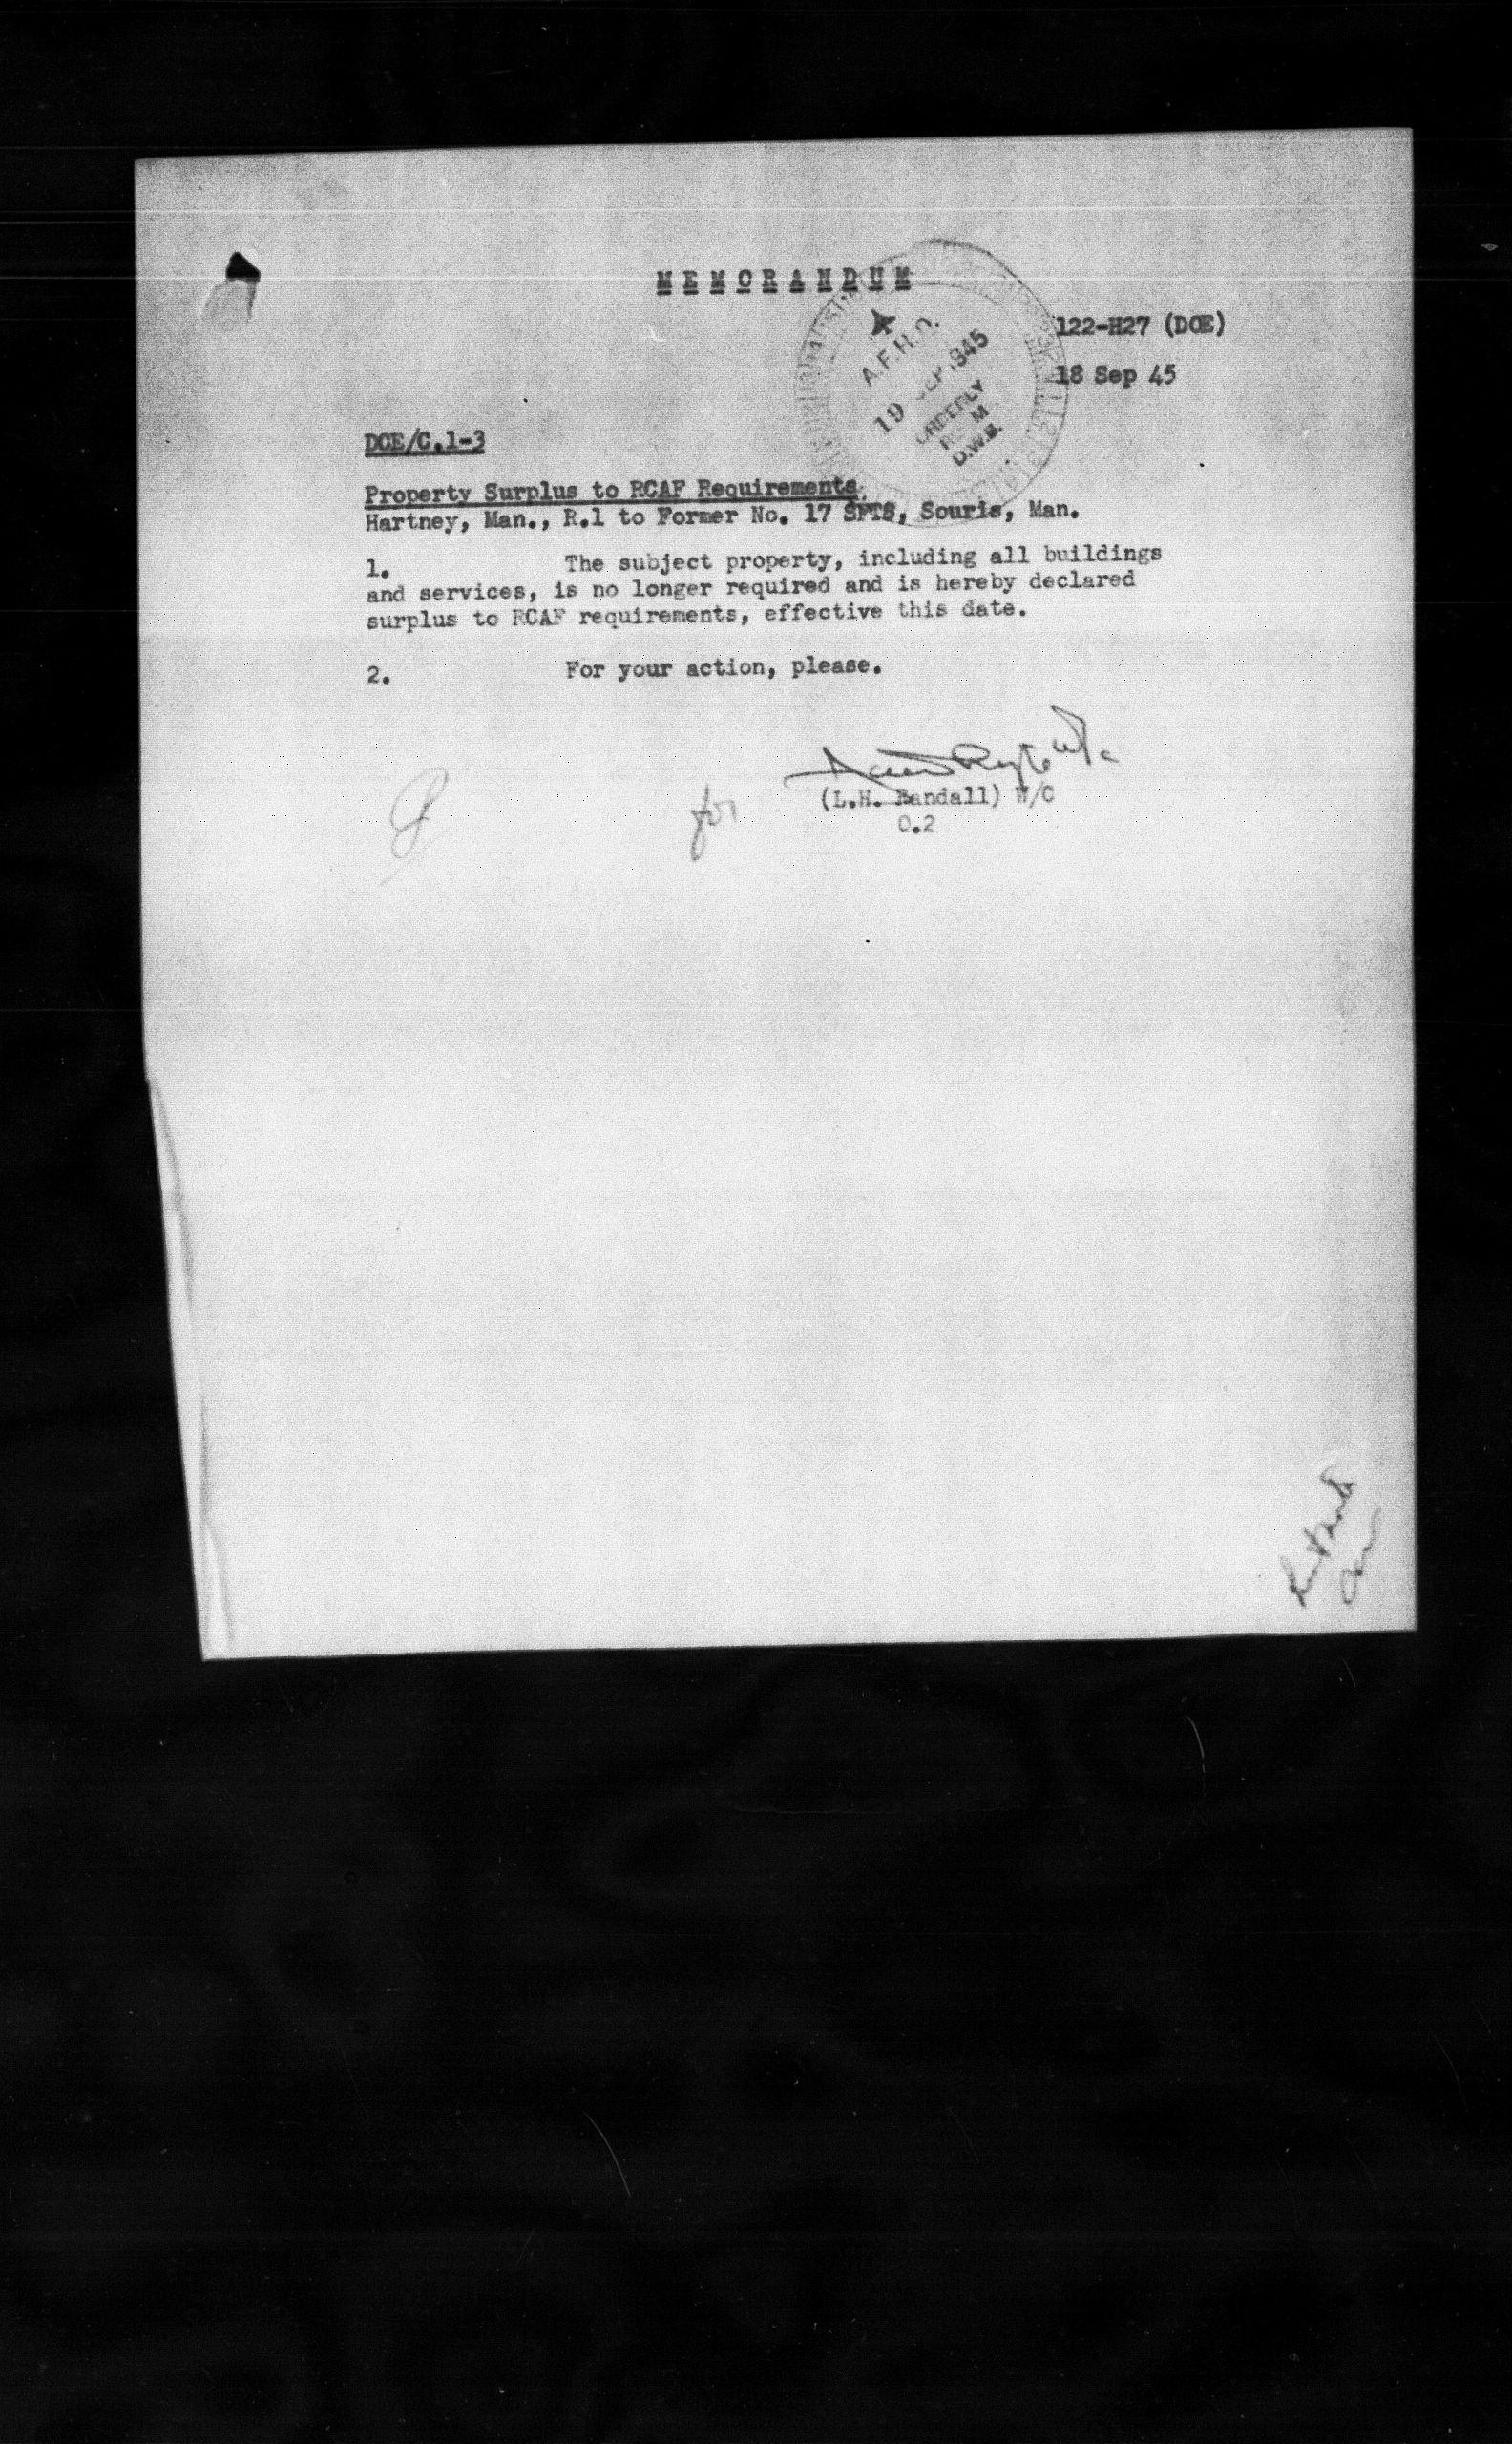 MEMORANDUM
122-H27 (DOE)
18 Sep 45
A.F.H.Q.
19 SEP 1945
ORDERLY
D.W.B.
DCE/C.1-3
Property Surplus to RCAF Requirements
Hartney, Man., R.1 to Former No. 17 SFTS, Souris, Man.
1. The subject property, including all buildings
and services, is no longer required and is hereby declared
surplus to RCAF requirements, effective this date.
2. For your action, please.
for
(L.H. Randall) W/C
O.2